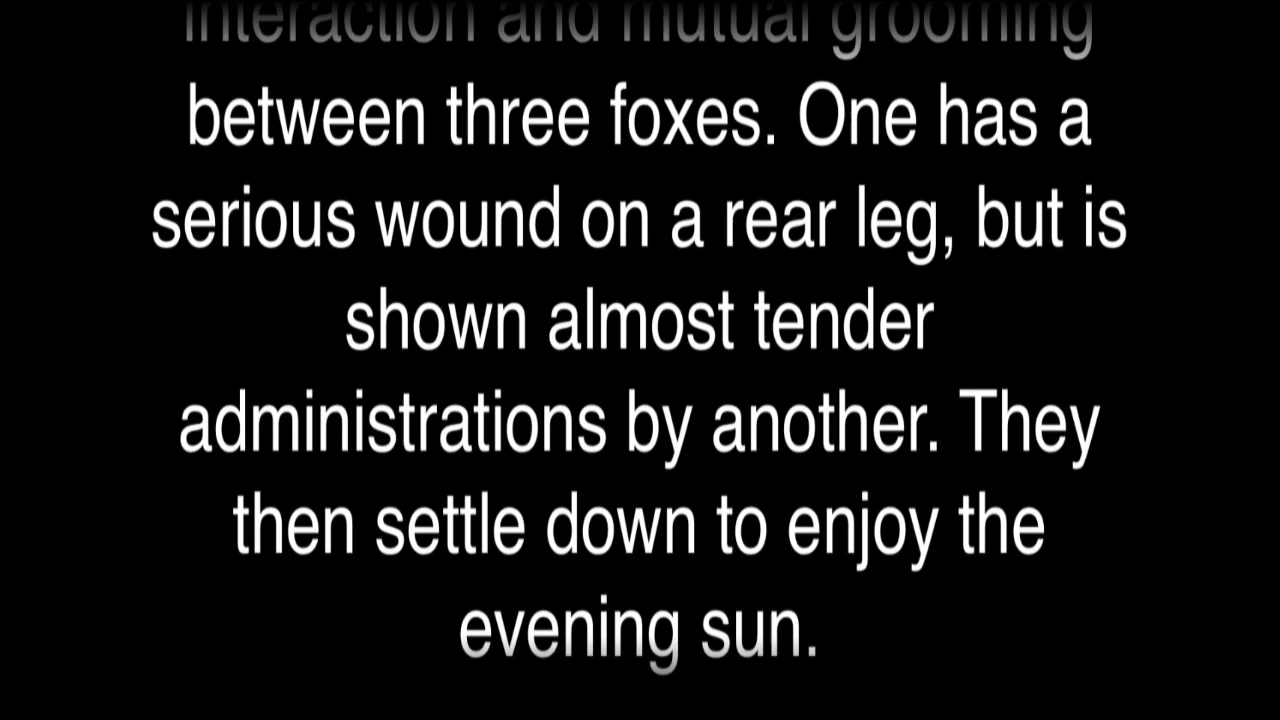 interaction and mutual grooming
between three foxes. One has a
serious wound on a rear leg, but is
shown almost tender
administrations by another. They
then settle down to enjoy the
evening sun.